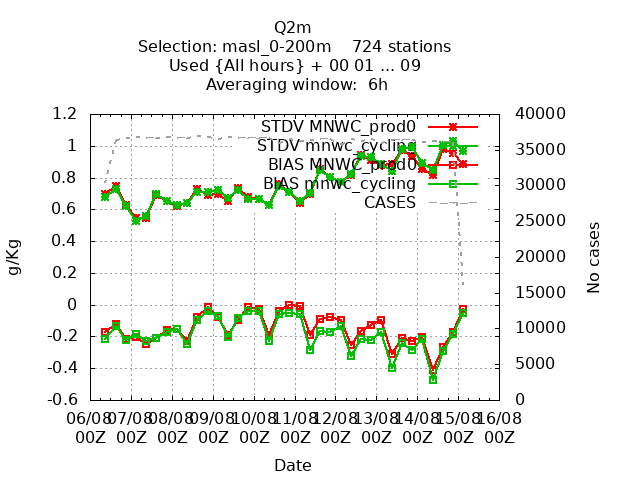 Q2m
Selection: masl_0-200m 724 stations
Used {All hours} + 00 01 ... 09
Averaging window: 6h
1.2
1
0.8
0.6
0.4
0.2
0
-0.2
-0.4
-0.6
g/Kg
40000
35000
30000
25000
20000
15000
10000
5000
0
No cases
STDV MNWC_prod0
STDV mnwc_cycling
BIAS MNWC_prod0
BIAS mnwc_cycling
CASES
06/08 07/08 08/08 09/08 10/08 11/08 12/08 13/08 14/08 15/08 16/08
00Z 00Z 00Z 00Z 00Z 00Z 00Z 00Z 00Z 00Z 00Z
Date